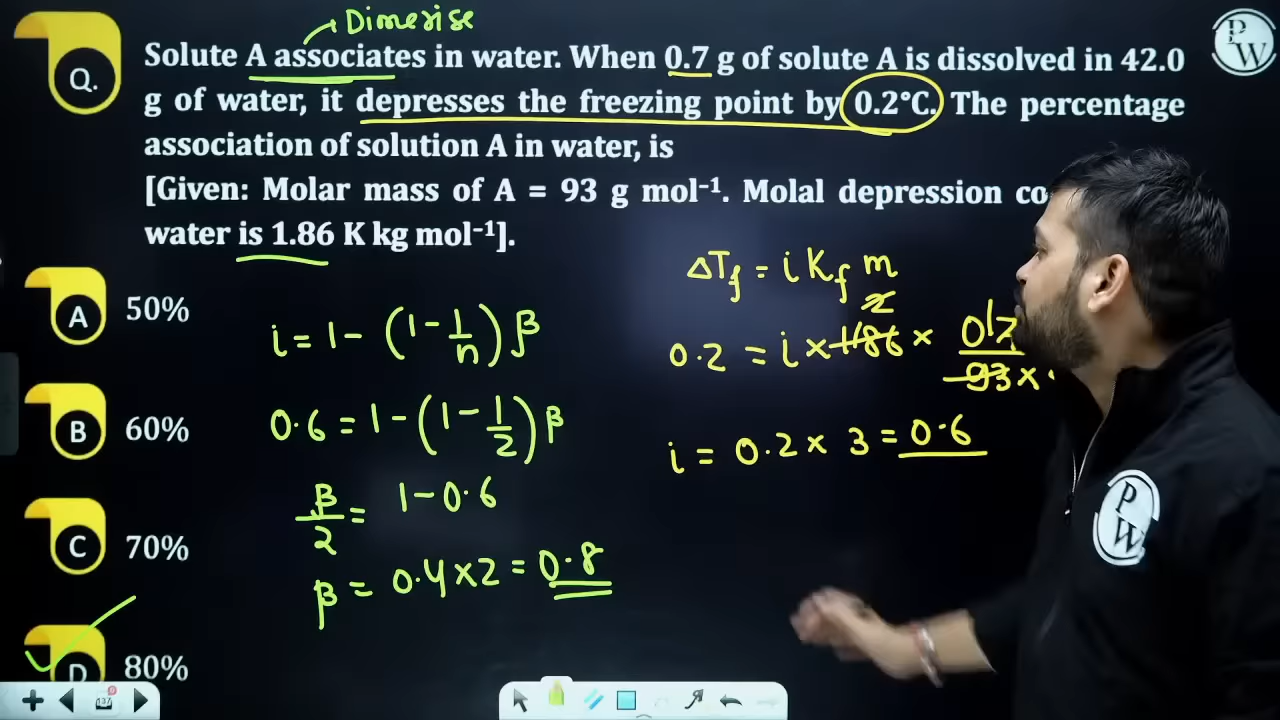 Dimerise
Q.
Solute A associates in water. When 0.7 g of solute A is dissolved in 42.0
g of water, it depresses the freezing point by 0.2°C. The percentage
association of solution A in water, is
[Given: Molar mass of A = 93 g mol⁻¹. Molal depression co
water is 1.86 K kg mol⁻¹].
A 50%
B 60%
C 70%
D 80%
i = 1 - (1 - 1/n) β
0.6 = 1 - (1 - 1/2) β
β/2 = 1 - 0.6
β = 0.4 × 2 = 0.8
ΔTf = i Kf m
2
0.2 = i × 1.86 × 0.7 / 93 ×
i = 0.2 × 3 = 0.6
PW
PW
137